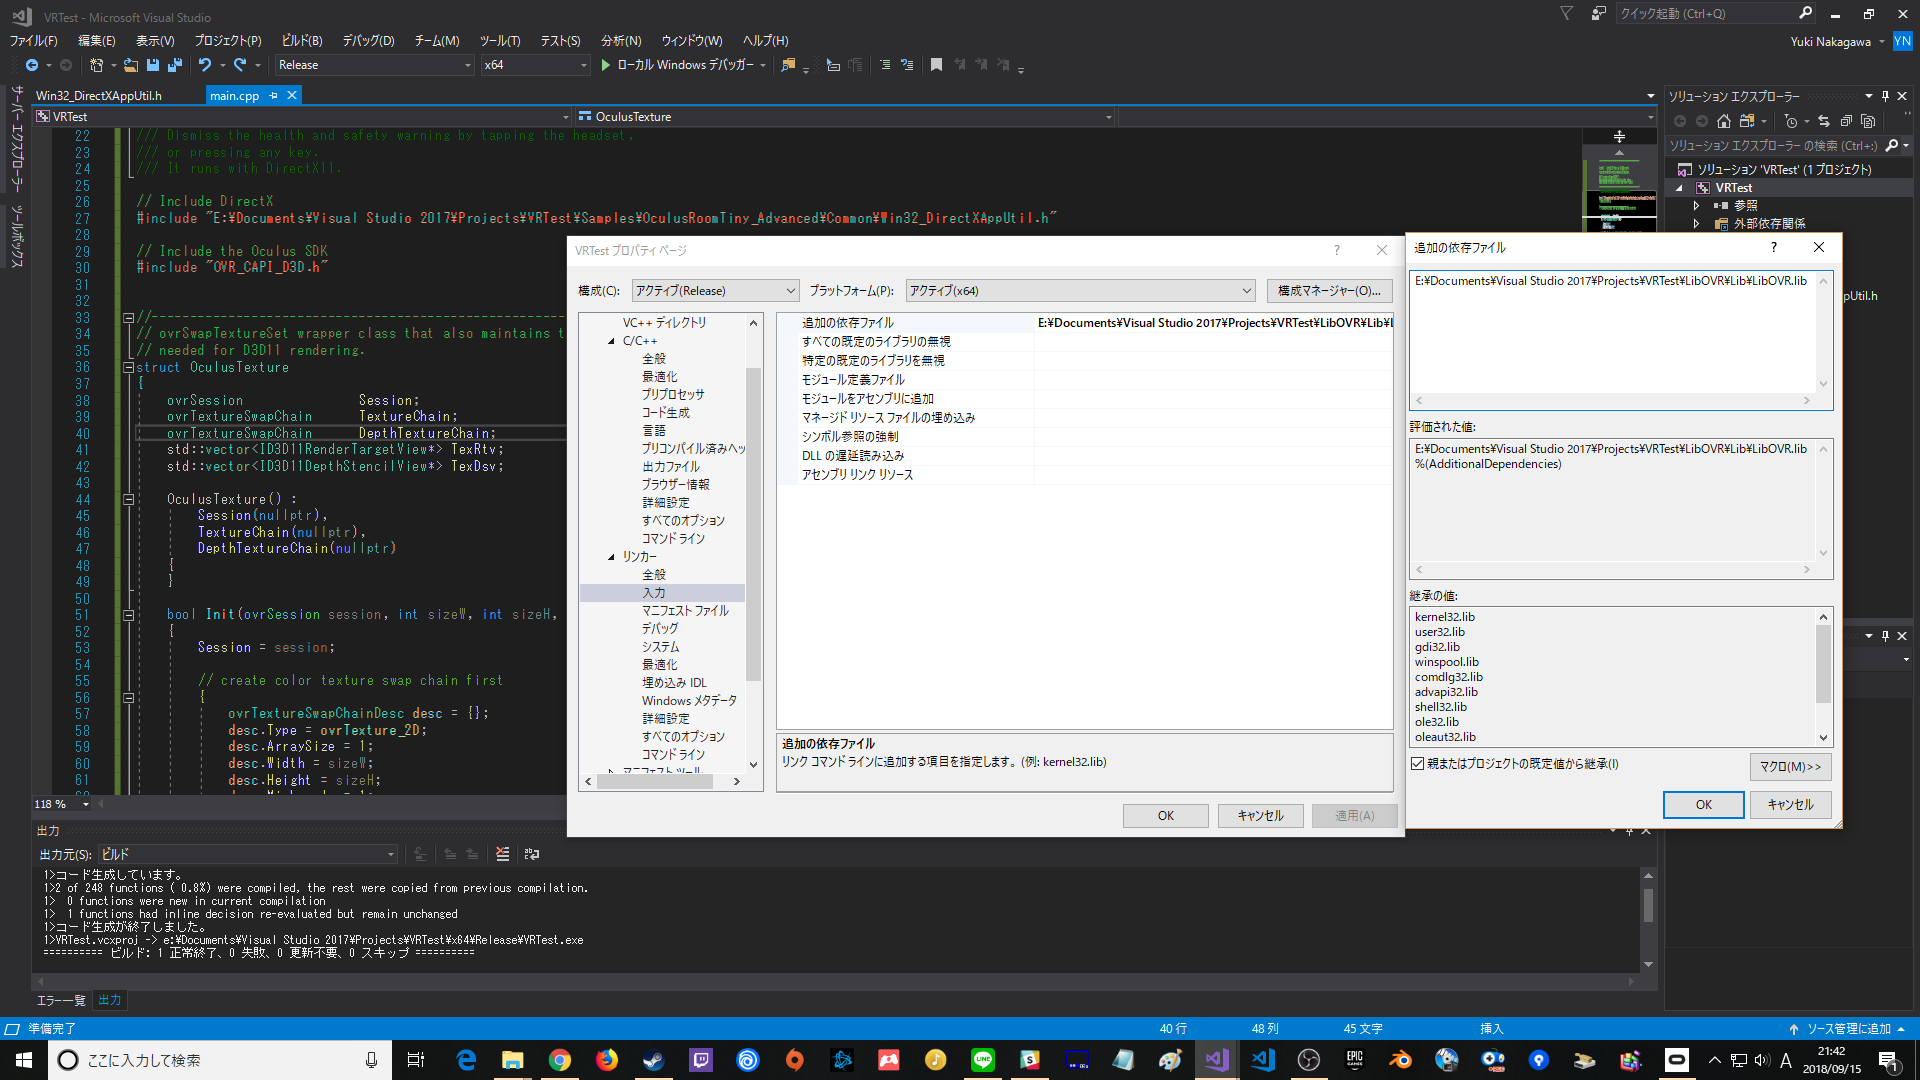 VRTest - Microsoft Visual Studio
クイック起動 (Ctrl+Q)
ファイル(F) 編集(E) 表示(V) プロジェクト(P) ビルド(B) デバッグ(D) チーム(M) ツール(T) テスト(S) 分析(N) ウィンドウ(W) ヘルプ(H)
Yuki Nakagawa YN
Release x64 ローカル Windows デバッガー
サーバー エクスプローラー
ツールボックス
Win32_DirectXAppUtil.h main.cpp
VRTest OculusTexture
22 /// Dismiss the health and safety warning by tapping the headset,
23 /// or pressing any key.
24 /// It runs with DirectX11.
25
26 // Include DirectX
27 #include "E:¥Documents¥Visual Studio 2017¥Projects¥VRTest¥Samples¥OculusRoomTiny_Advanced¥Common¥Win32_DirectXAppUtil.h"
28
29 // Include the Oculus SDK
30 #include "OVR_CAPI_D3D.h"
31
32
33 //------------------------------------------------------
34 // ovrSwapTextureSet wrapper class that also maintains t
35 // needed for D3D11 rendering.
36 struct OculusTexture
37 {
38 ovrSession Session;
39 ovrTextureSwapChain TextureChain;
40 ovrTextureSwapChain DepthTextureChain;
41 std::vector<ID3D11RenderTargetView*> TexRtv;
42 std::vector<ID3D11DepthStencilView*> TexDsv;
43
44 OculusTexture() :
45 Session(nullptr),
46 TextureChain(nullptr),
47 DepthTextureChain(nullptr)
48 {
49 }
50
51 bool Init(ovrSession session, int sizeW, int sizeH,
52 {
53 Session = session;
54
55 // create color texture swap chain first
56 {
57 ovrTextureSwapChainDesc desc = {};
58 desc.Type = ovrTexture_2D;
59 desc.ArraySize = 1;
60 desc.Width = sizeW;
61 desc.Height = sizeH;
118 %
VRTest プロパティ ページ
構成(C): アクティブ(Release) プラットフォーム(P): アクティブ(x64) 構成マネージャー(O)...
VC++ ディレクトリ
C/C++
全般
最適化
プリプロセッサ
コード生成
言語
プリコンパイル済みヘッ
出力ファイル
ブラウザー情報
詳細設定
すべてのオプション
コマンド ライン
リンカー
全般
入力
マニフェスト ファイル
デバッグ
システム
最適化
埋め込み IDL
Windows メタデータ
詳細設定
すべてのオプション
コマンド ライン
マニフェスト ツール
追加の依存ファイル E:¥Documents¥Visual Studio 2017¥Projects¥VRTest¥LibOVR¥Lib¥L
すべての既定のライブラリの無視
特定の既定のライブラリを無視
モジュール定義ファイル
モジュールをアセンブリに追加
マネージド リソース ファイルの埋め込み
シンボル参照の強制
DLL の遅延読み込み
アセンブリ リンク リソース
追加の依存ファイル
リンク コマンド ラインに追加する項目を指定します。(例: kernel32.lib)
OK キャンセル 適用(A)
追加の依存ファイル
E:¥Documents¥Visual Studio 2017¥Projects¥VRTest¥LibOVR¥Lib¥LibOVR.lib
評価された値:
E:¥Documents¥Visual Studio 2017¥Projects¥VRTest¥LibOVR¥Lib¥LibOVR.lib
%(AdditionalDependencies)
継承の値:
kernel32.lib
user32.lib
gdi32.lib
winspool.lib
comdlg32.lib
advapi32.lib
shell32.lib
ole32.lib
oleaut32.lib
親またはプロジェクトの既定値から継承(I)
マクロ(M)>>
OK キャンセル
ソリューション エクスプローラー
ソリューション エクスプローラー の検索 (Ctrl+:)
ソリューション 'VRTest' (1 プロジェクト)
VRTest
参照
外部依存関係
ppUtil.h
出力
出力元(S): ビルド
1>コード生成しています。
1>2 of 248 functions ( 0.8%) were compiled, the rest were copied from previous compilation.
1> 0 functions were new in current compilation
1> 1 functions had inline decision re-evaluated but remain unchanged
1>コード生成が終了しました。
1>VRTest.vcxproj -> e:¥Documents¥Visual Studio 2017¥Projects¥VRTest¥x64¥Release¥VRTest.exe
========== ビルド: 1 正常終了、0 失敗、0 更新不要、0 スキップ ==========
エラー一覧 出力
準備完了 40 行 48 列 45 文字 挿入 ソース管理に追加
ここに入力して検索
EPIC GAMES
A
21:42
2018/09/15
1